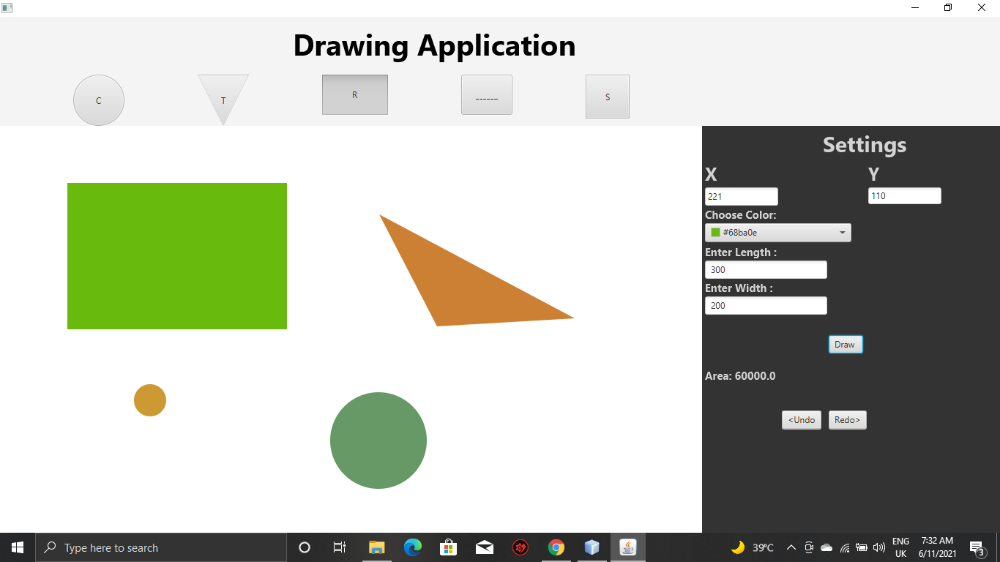 Drawing Application
C T R ------ S
Settings
X Y
221 110
Choose Color:
#68ba0e
Enter Length :
300
Enter Width :
200
Draw
Area: 60000.0
<Undo Redo>
Type here to search
39°C
ENG
UK
7:32 AM
6/11/2021
3